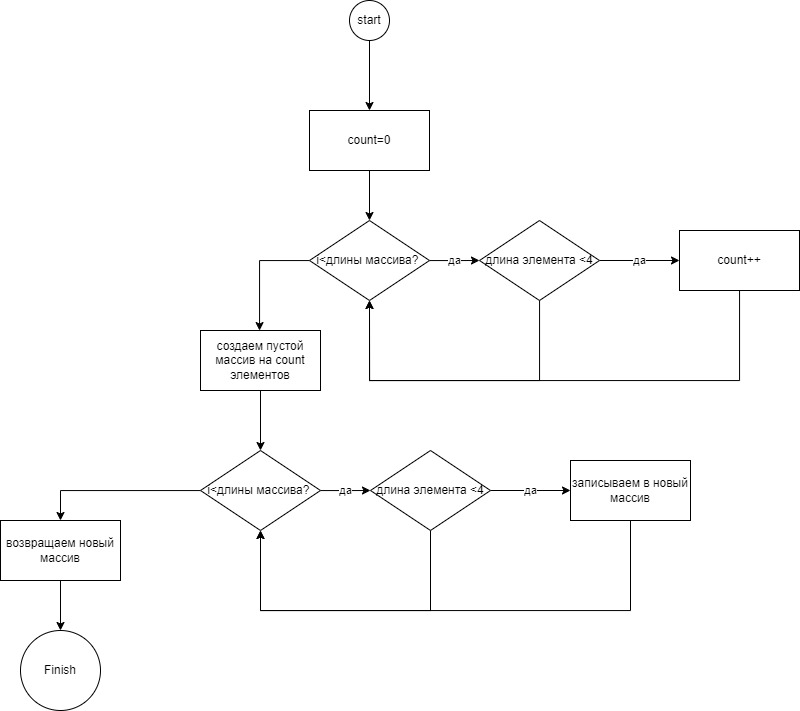 start
count=0
i<длины массива?
да
длина элемента <4
да
count++
создаем пустой
массив на count
элементов
i<длины массива?
да
длина элемента <4
да
записываем в новый
массив
возвращаем новый
массив
Finish